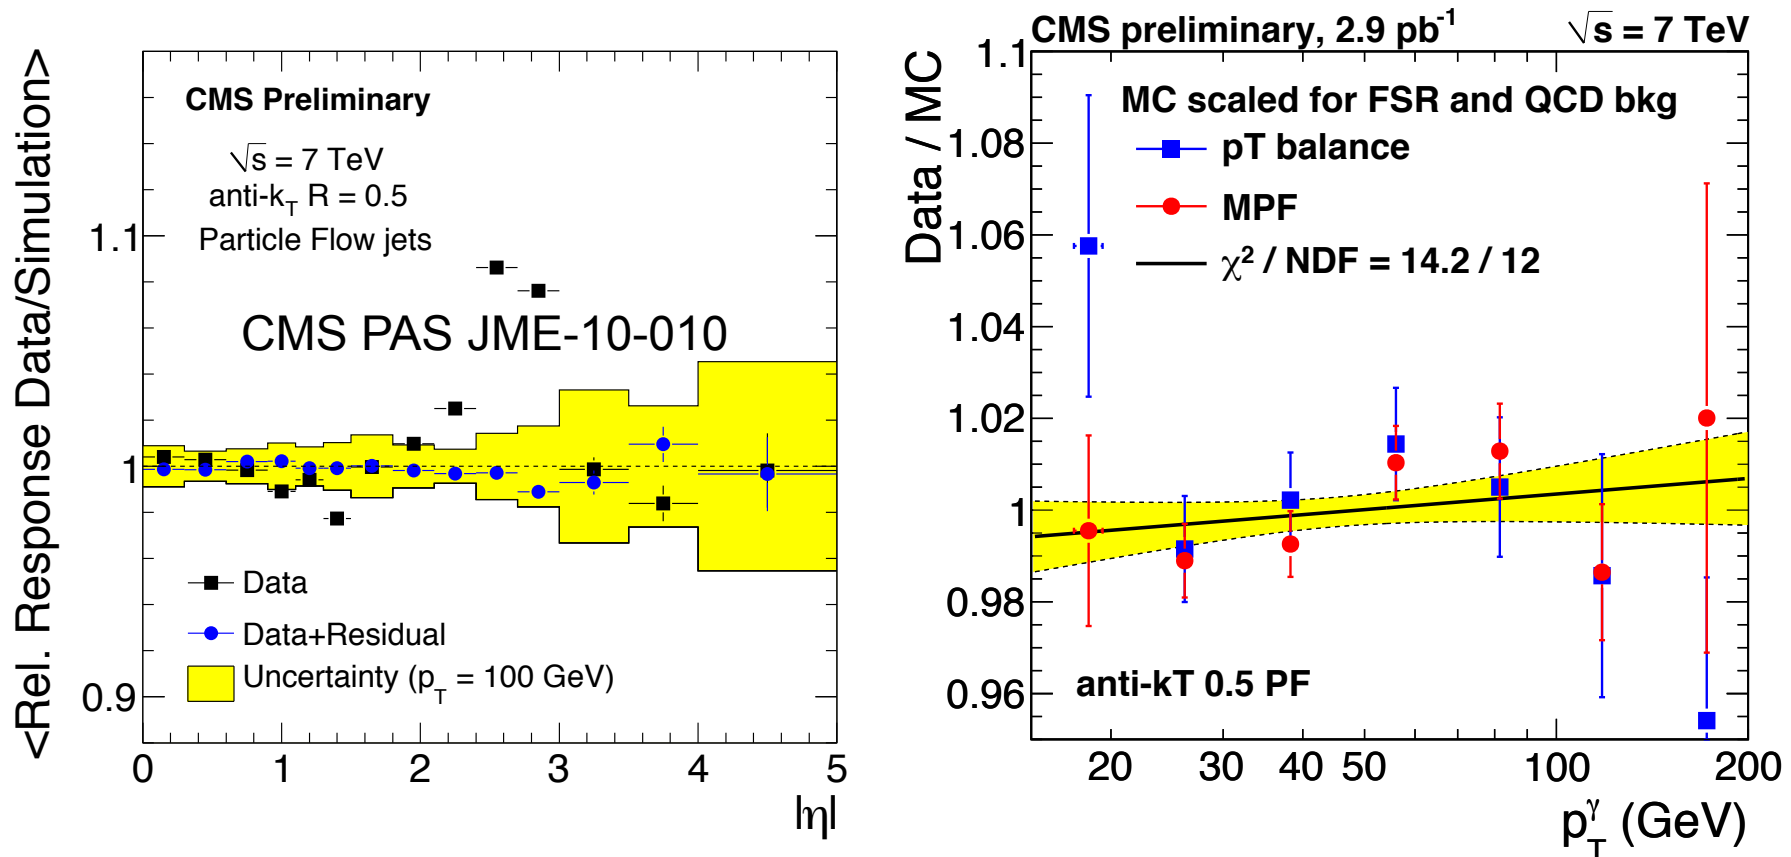 <Rel. Response Data/Simulation>
CMS Preliminary
√s = 7 TeV
anti-k_T R = 0.5
Particle Flow jets
CMS PAS JME-10-010
Data
Data+Residual
Uncertainty (p_T = 100 GeV)
1.1
1
0.9
0 1 2 3 4 5
|η|
CMS preliminary, 2.9 pb⁻¹ √s = 7 TeV
Data / MC
MC scaled for FSR and QCD bkg
pT balance
MPF
χ² / NDF = 14.2 / 12
anti-kT 0.5 PF
1.1
1.08
1.06
1.04
1.02
1
0.98
0.96
20 30 40 50 100 200
p_T^γ (GeV)